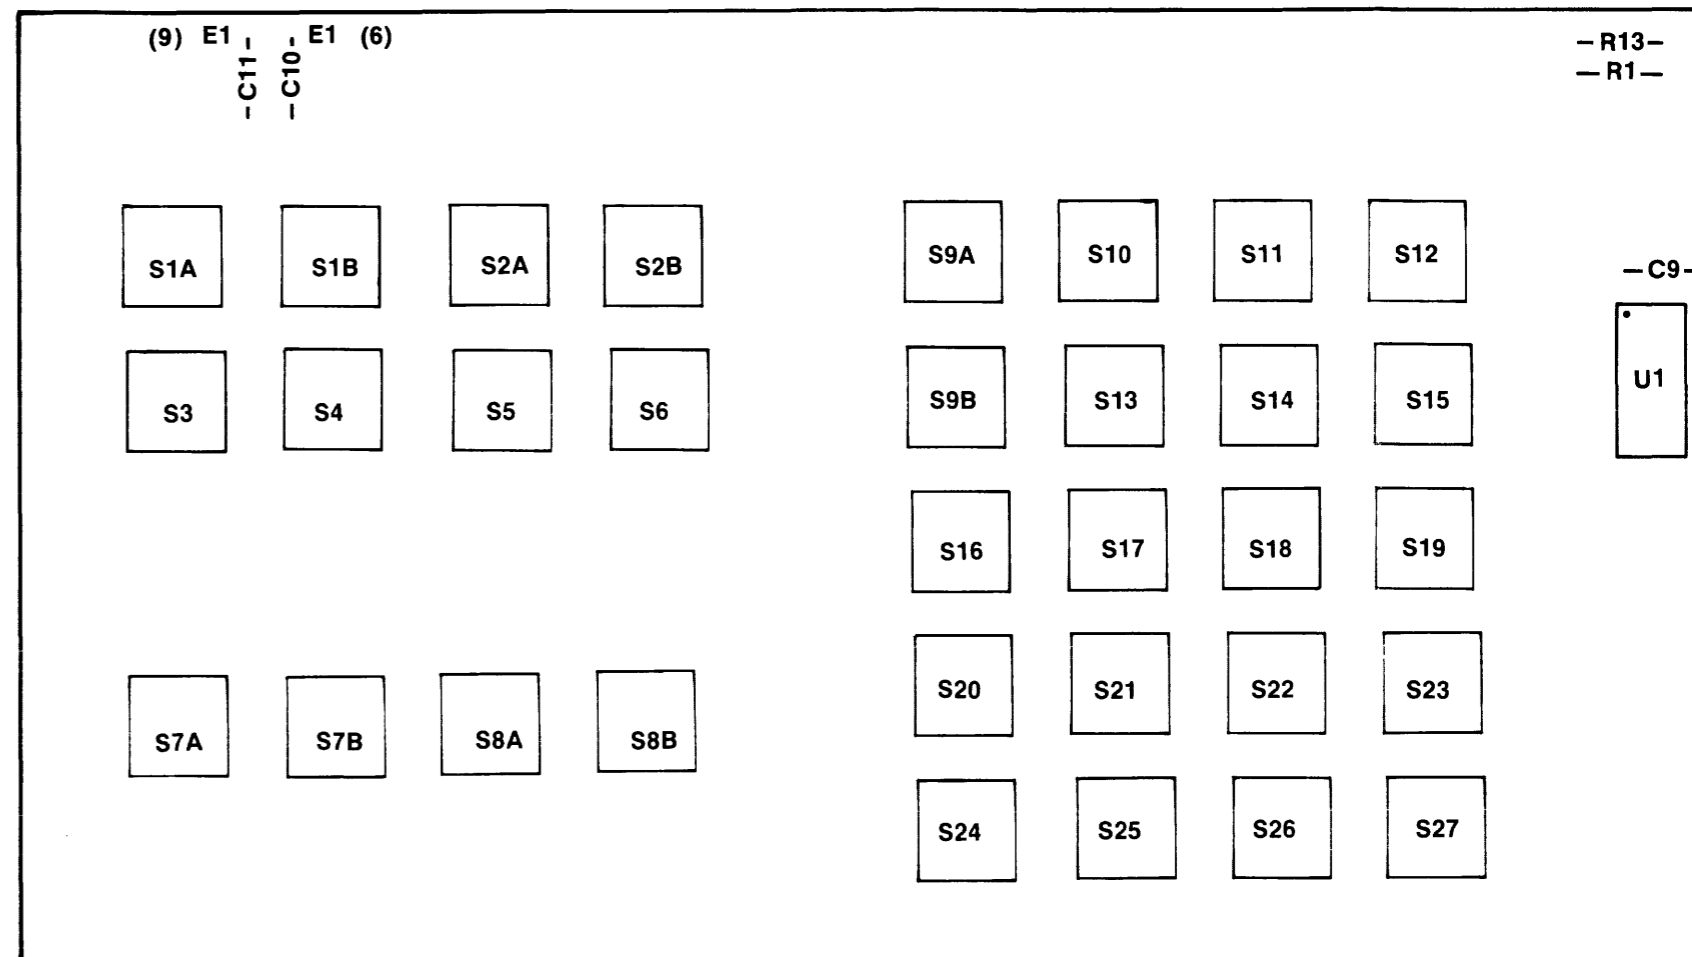 (9) E1 E1 (6)
C11 C10
R13
R1
S1A S1B S2A S2B S9A S10 S11 S12
C9
S3 S4 S5 S6 S9B S13 S14 S15 U1
S16 S17 S18 S19
S20 S21 S22 S23
S7A S7B S8A S8B
S24 S25 S26 S27